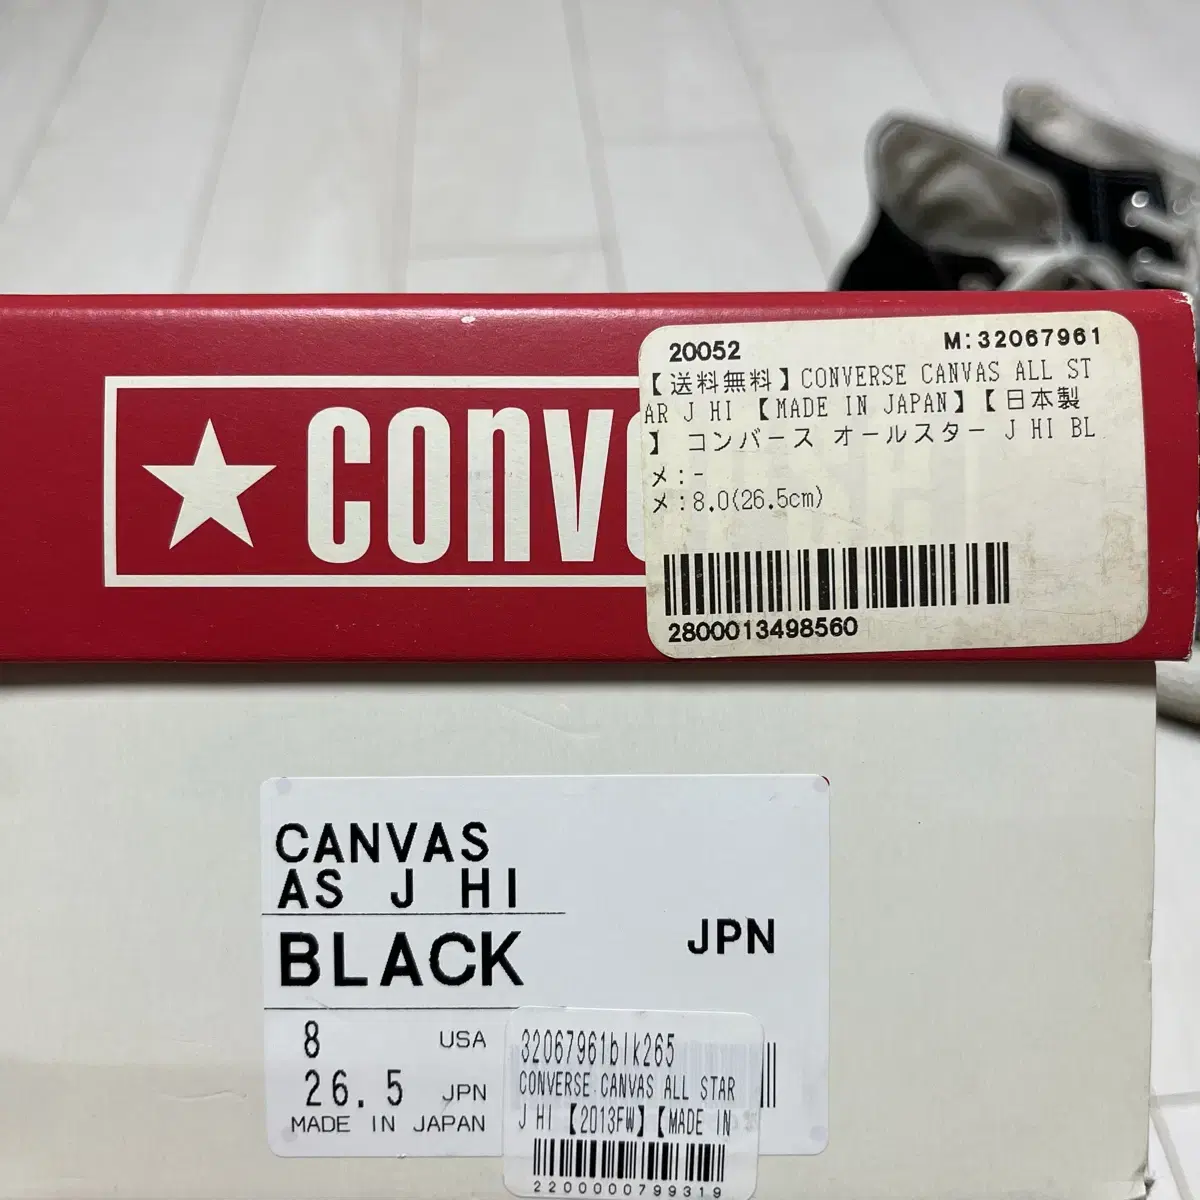 20052 M:32067961
【送料無料】CONVERSE CANVAS ALL ST
AR J HI 【MADE IN JAPAN】【日本製
】 コンバース オールスター J HI BL
メ:-
メ:8.0(26.5cm)
2800013498560
CONVERSE
CANVAS
AS J HI
BLACK
JPN
8 USA
26.5 JPN
MADE IN JAPAN
32067961blk265
CONVERSE CANVAS ALL STAR
J HI 【2013FW】【MADE IN
2200000799319